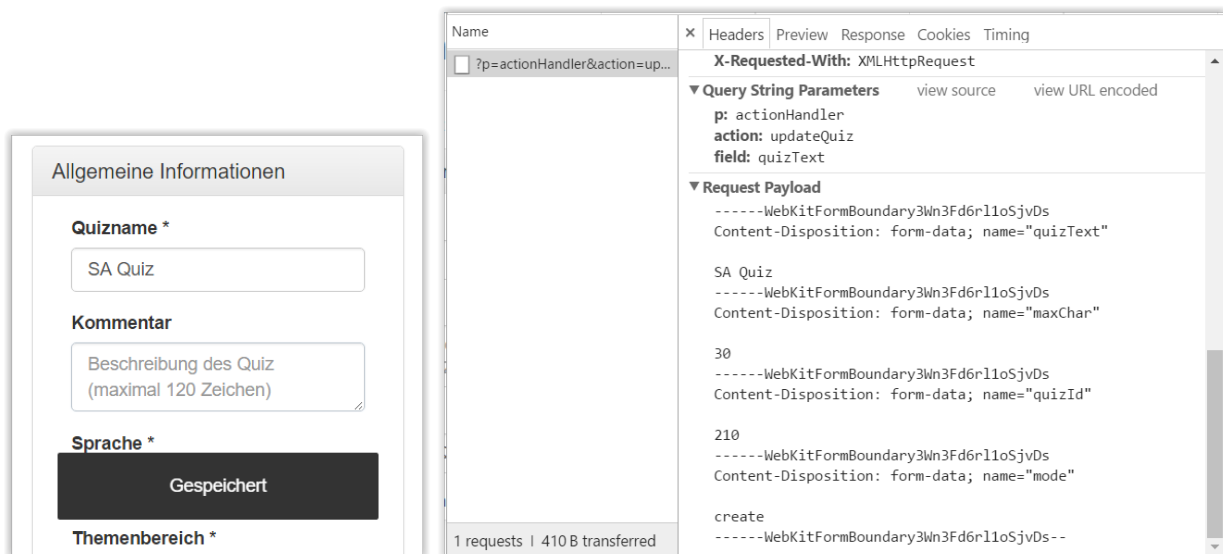 Allgemeine Informationen
Quizname *
SA Quiz
Kommentar
Beschreibung des Quiz
(maximal 120 Zeichen)
Sprache *
Gespeichert
Themenbereich *
Name
?p=actionHandler&action=up...
1 requests | 410 B transferred
× Headers Preview Response Cookies Timing
X-Requested-With: XMLHttpRequest
Query String Parameters view source view URL encoded
p: actionHandler
action: updateQuiz
field: quizText
Request Payload
------WebKitFormBoundary3Wn3Fd6rl1oSjvDs
Content-Disposition: form-data; name="quizText"
SA Quiz
------WebKitFormBoundary3Wn3Fd6rl1oSjvDs
Content-Disposition: form-data; name="maxChar"
30
------WebKitFormBoundary3Wn3Fd6rl1oSjvDs
Content-Disposition: form-data; name="quizId"
210
------WebKitFormBoundary3Wn3Fd6rl1oSjvDs
Content-Disposition: form-data; name="mode"
create
------WebKitFormBoundary3Wn3Fd6rl1oSjvDs--